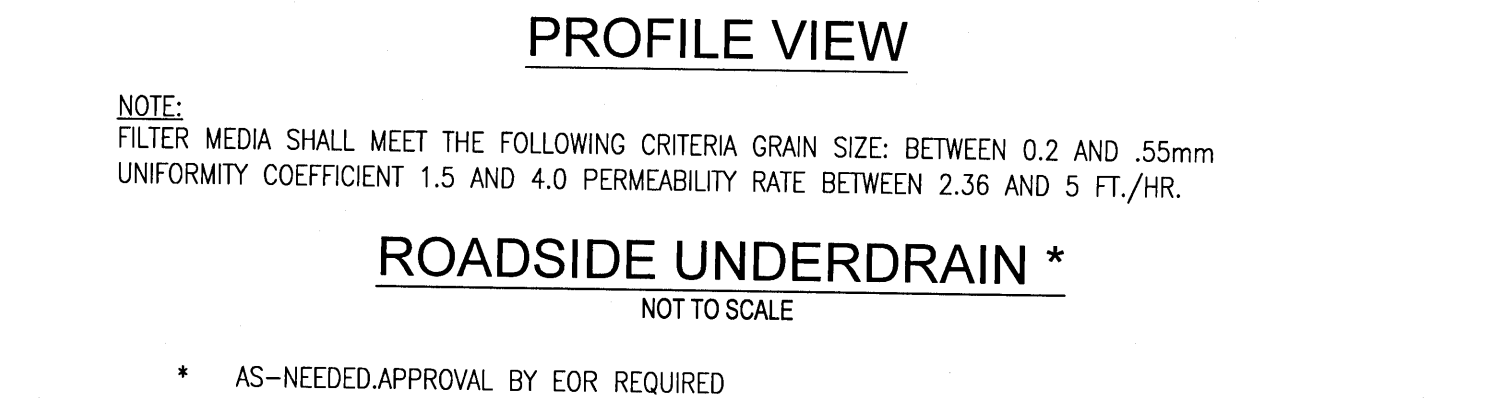 PROFILE VIEW
NOTE:
FILTER MEDIA SHALL MEET THE FOLLOWING CRITERIA GRAIN SIZE: BETWEEN 0.2 AND .55mm
UNIFORMITY COEFFICIENT 1.5 AND 4.0 PERMEABILITY RATE BETWEEN 2.36 AND 5 FT./HR.
ROADSIDE UNDERDRAIN *
NOT TO SCALE
* AS-NEEDED.APPROVAL BY EOR REQUIRED